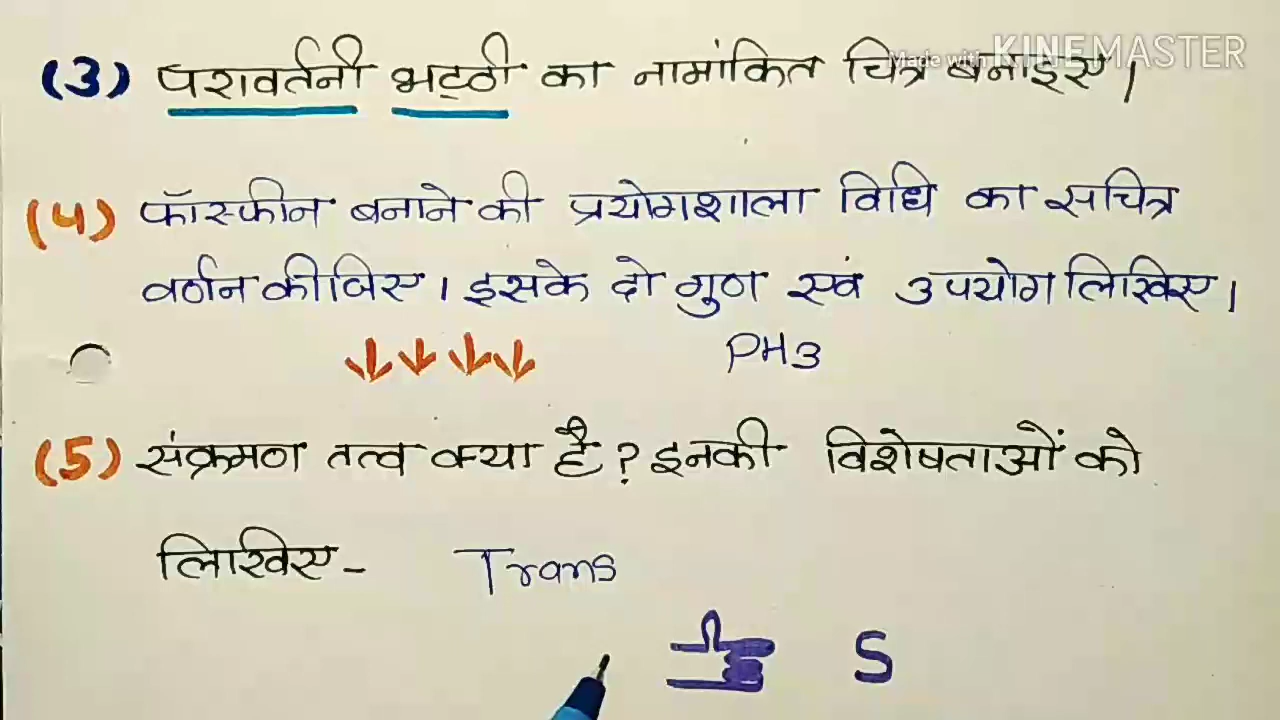 Made with KINEMASTER
(3) परावर्तनी भट्ठी का नामांकित चित्र बनाइए।
(4) फॉस्फीन बनाने की प्रयोगशाला विधि का सचित्र
वर्णन कीजिए। इसके दो गुण एवं उपयोग लिखिए।
PH3
(5) संक्रमण तत्व क्या है? इनकी विशेषताओं को
लिखिए- Trans
S